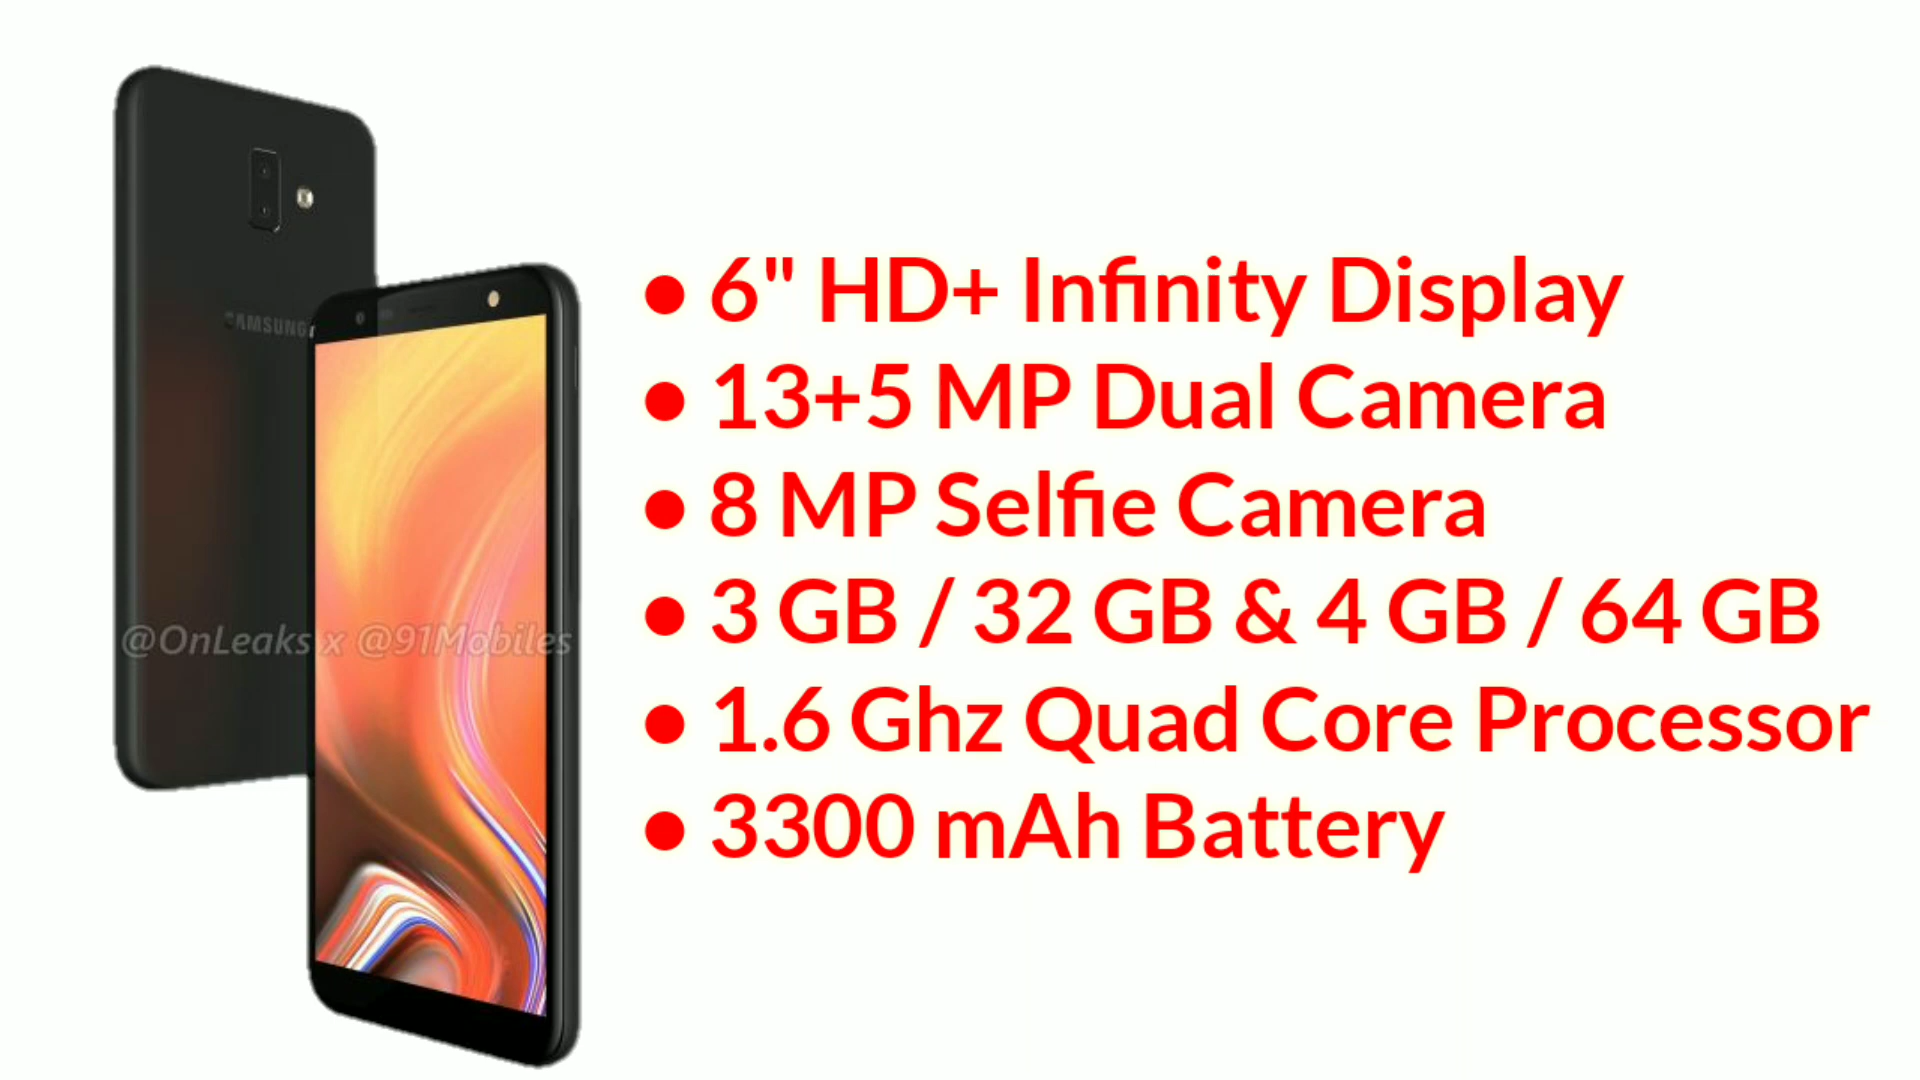 SAMSUNG
@OnLeaks x @91Mobiles
• 6" HD+ Infinity Display
• 13+5 MP Dual Camera
• 8 MP Selfie Camera
• 3 GB / 32 GB & 4 GB / 64 GB
• 1.6 Ghz Quad Core Processor
• 3300 mAh Battery